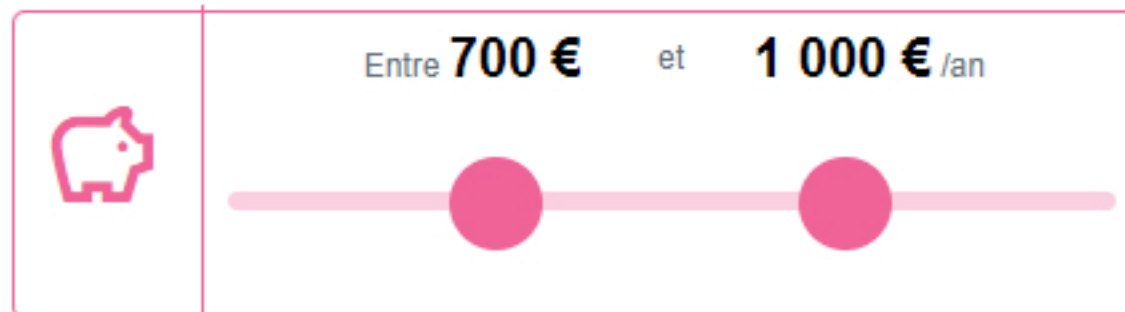 Entre 700 € et 1 000 € /an